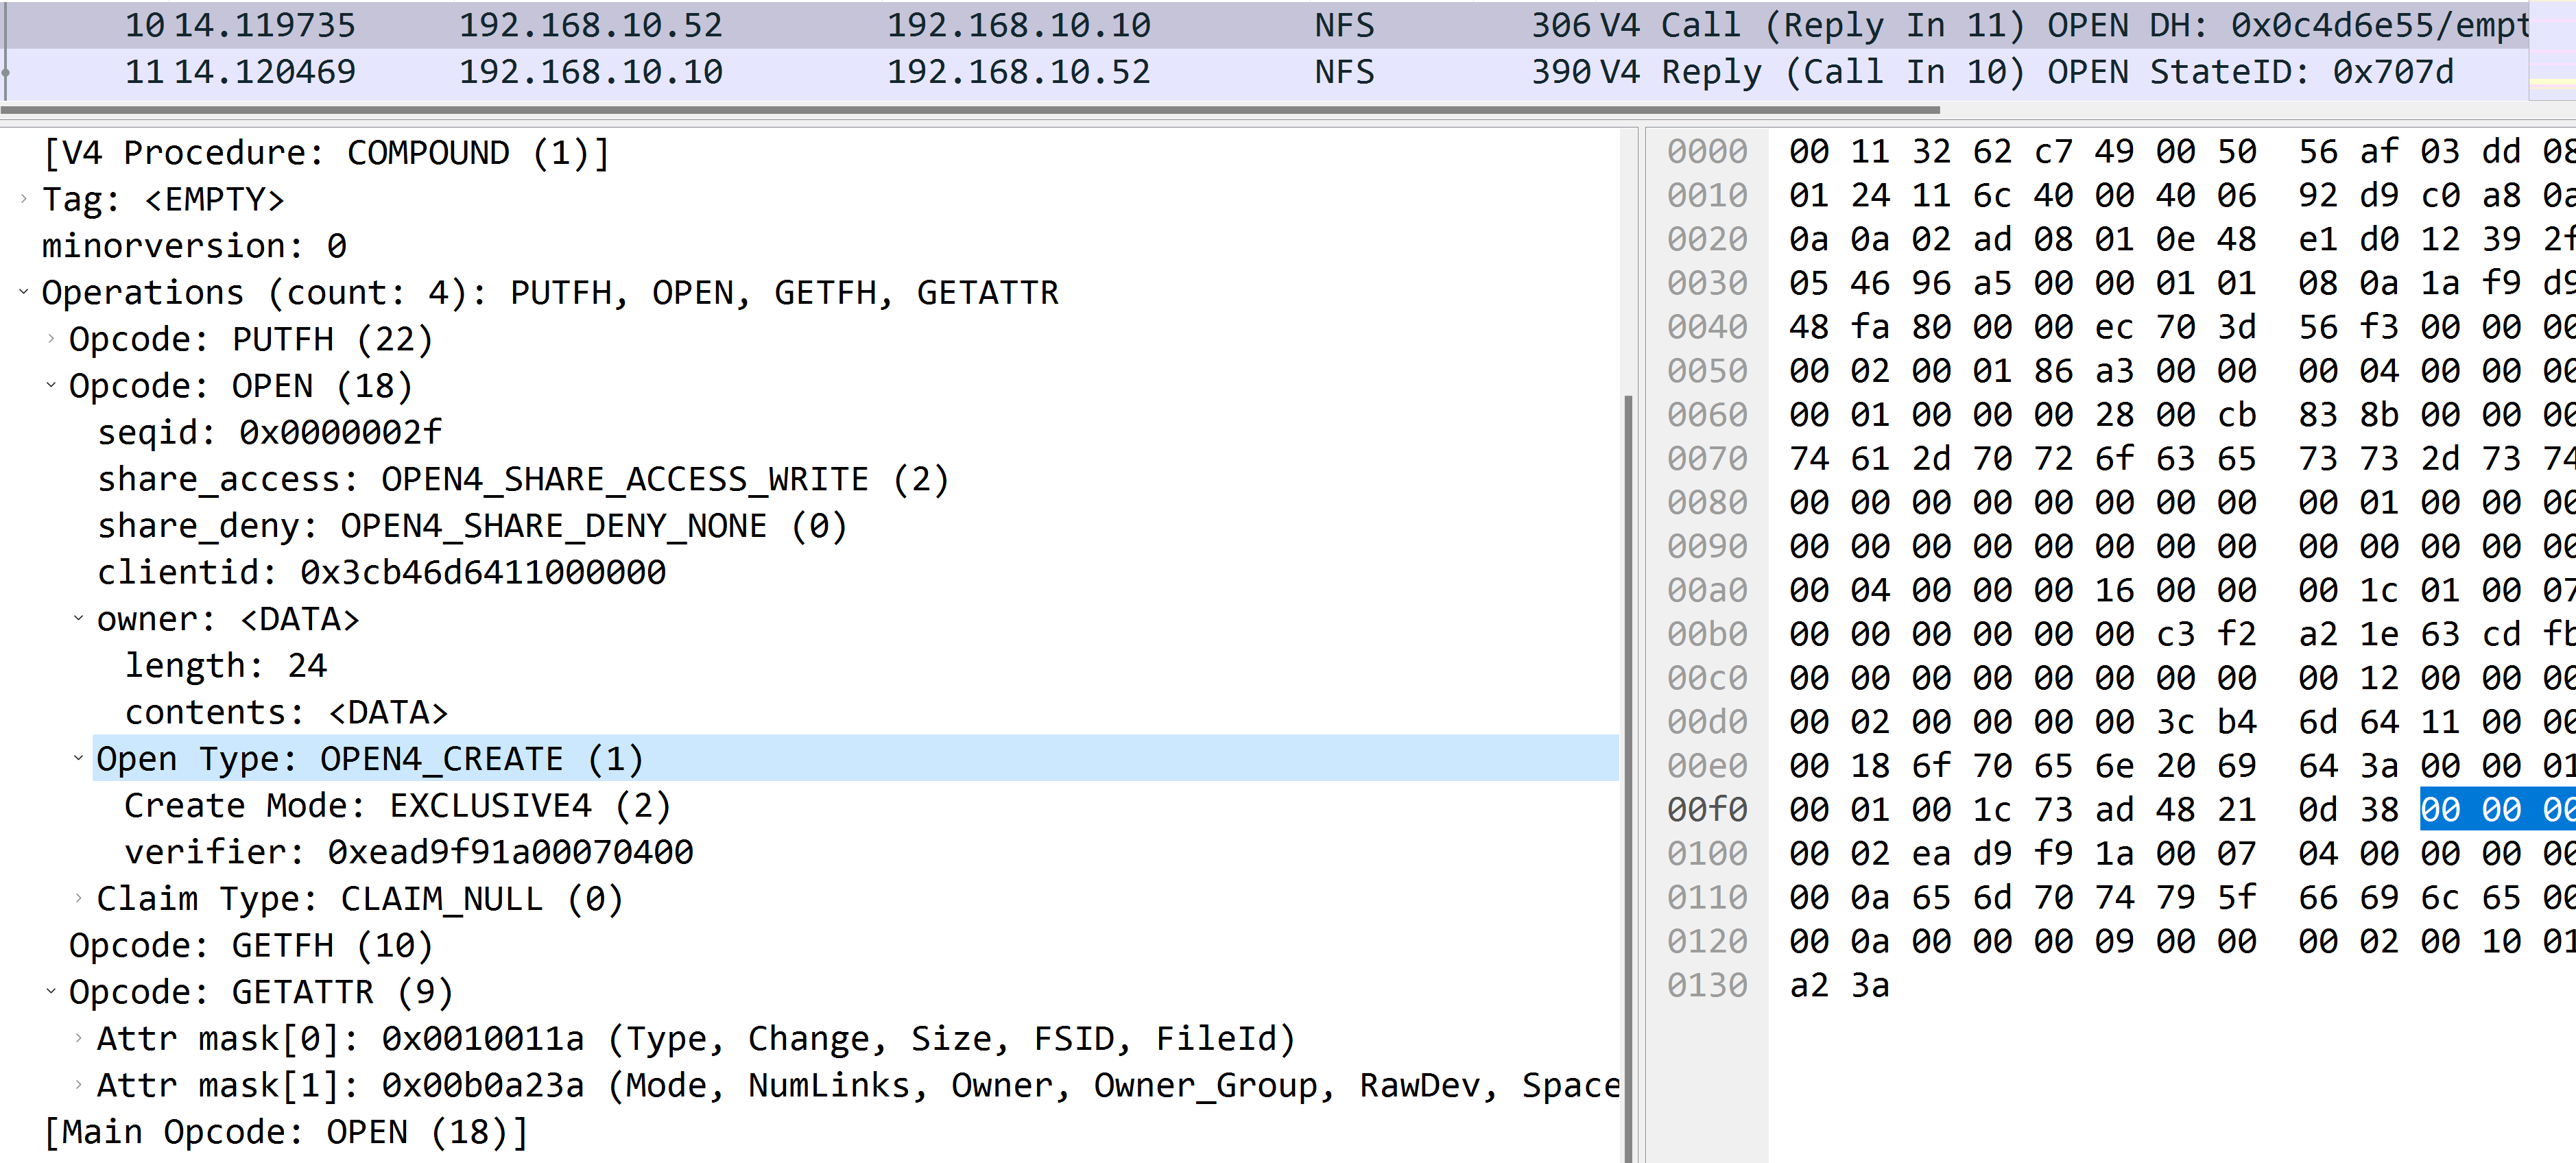 10 14.119735 192.168.10.52 192.168.10.10 NFS 306 V4 Call (Reply In 11) OPEN DH: 0x0c4d6e55/empt
11 14.120469 192.168.10.10 192.168.10.52 NFS 390 V4 Reply (Call In 10) OPEN StateID: 0x707d
[V4 Procedure: COMPOUND (1)]
Tag: <EMPTY>
minorversion: 0
Operations (count: 4): PUTFH, OPEN, GETFH, GETATTR
Opcode: PUTFH (22)
Opcode: OPEN (18)
seqid: 0x0000002f
share_access: OPEN4_SHARE_ACCESS_WRITE (2)
share_deny: OPEN4_SHARE_DENY_NONE (0)
clientid: 0x3cb46d6411000000
owner: <DATA>
length: 24
contents: <DATA>
Open Type: OPEN4_CREATE (1)
Create Mode: EXCLUSIVE4 (2)
verifier: 0xead9f91a00070400
Claim Type: CLAIM_NULL (0)
Opcode: GETFH (10)
Opcode: GETATTR (9)
Attr mask[0]: 0x0010011a (Type, Change, Size, FSID, FileId)
Attr mask[1]: 0x00b0a23a (Mode, NumLinks, Owner, Owner_Group, RawDev, Space
[Main Opcode: OPEN (18)]
0000 00 11 32 62 c7 49 00 50 56 af 03 dd 08
0010 01 24 11 6c 40 00 40 06 92 d9 c0 a8 0a
0020 0a 0a 02 ad 08 01 0e 48 e1 d0 12 39 2f
0030 05 46 96 a5 00 00 01 01 08 0a 1a f9 d9
0040 48 fa 80 00 00 ec 70 3d 56 f3 00 00 00
0050 00 02 00 01 86 a3 00 00 00 04 00 00 00
0060 00 01 00 00 00 28 00 cb 83 8b 00 00 00
0070 74 61 2d 70 72 6f 63 65 73 73 2d 73 74
0080 00 00 00 00 00 00 00 00 00 01 00 00 00
0090 00 00 00 00 00 00 00 00 00 00 00 00 00
00a0 00 04 00 00 00 16 00 00 00 1c 01 00 07
00b0 00 00 00 00 00 00 c3 f2 a2 1e 63 cd fb
00c0 00 00 00 00 00 00 00 00 00 12 00 00 00
00d0 00 02 00 00 00 00 3c b4 6d 64 11 00 00
00e0 00 18 6f 70 65 6e 20 69 64 3a 00 00 01
00f0 00 01 00 1c 73 ad 48 21 0d 38 00 00 00
0100 00 02 ea d9 f9 1a 00 07 04 00 00 00 00
0110 00 0a 65 6d 70 74 79 5f 66 69 6c 65 00
0120 00 0a 00 00 00 09 00 00 00 02 00 10 01
0130 a2 3a